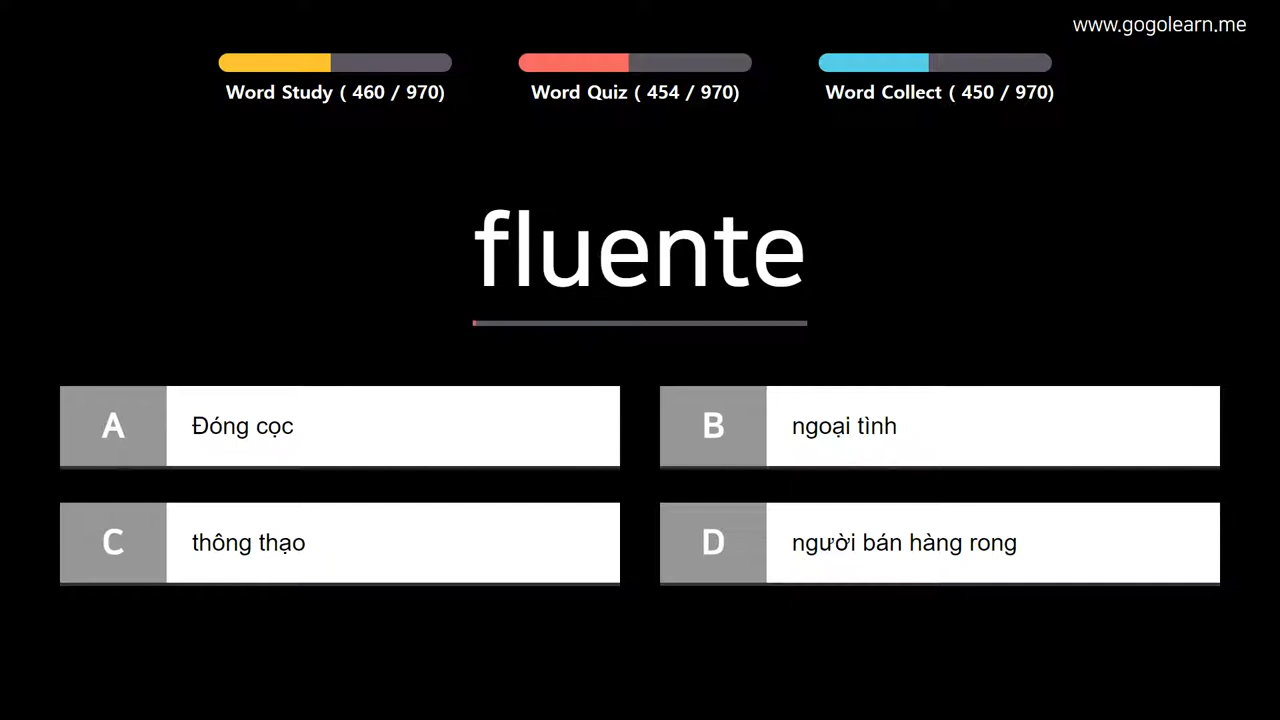 www.gogolearn.me
Word Study ( 460 / 970)
Word Quiz ( 454 / 970)
Word Collect ( 450 / 970)
fluente
A
Đóng cọc
B
ngoại tình
C
thông thạo
D
người bán hàng rong